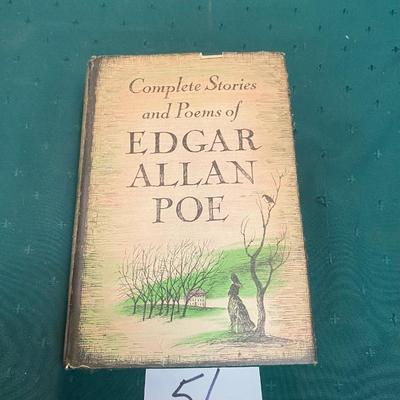 Complete Stories
and Poems of
EDGAR
ALLAN
POE
51